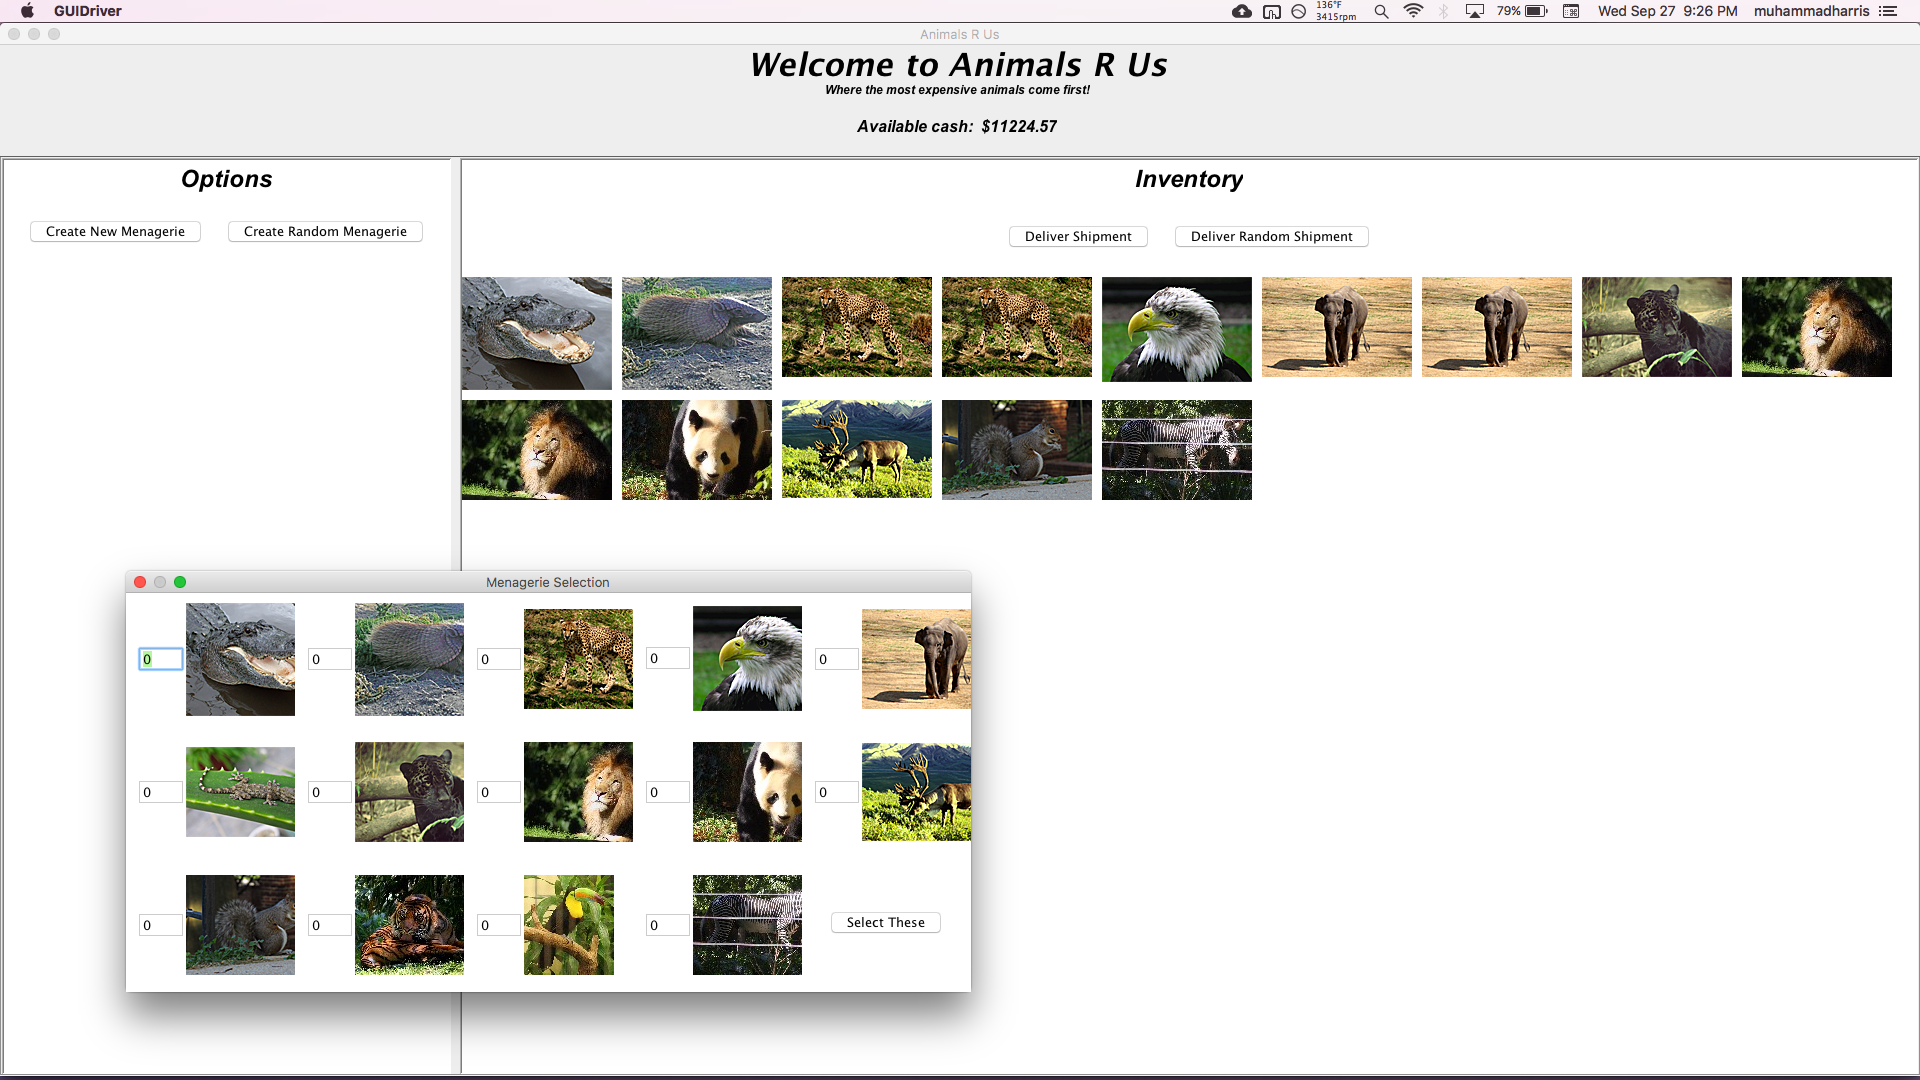 GUIDriver
136°F
3415rpm
79%
Wed Sep 27 9:26 PM
muhammadharris
Animals R Us
Welcome to Animals R Us
Where the most expensive animals come first!
Available cash: $11224.57
Options
Inventory
Create New Menagerie
Create Random Menagerie
Deliver Shipment
Deliver Random Shipment
Menagerie Selection
0 0 0 0 0
0 0 0 0 0
0 0 0 0
Select These